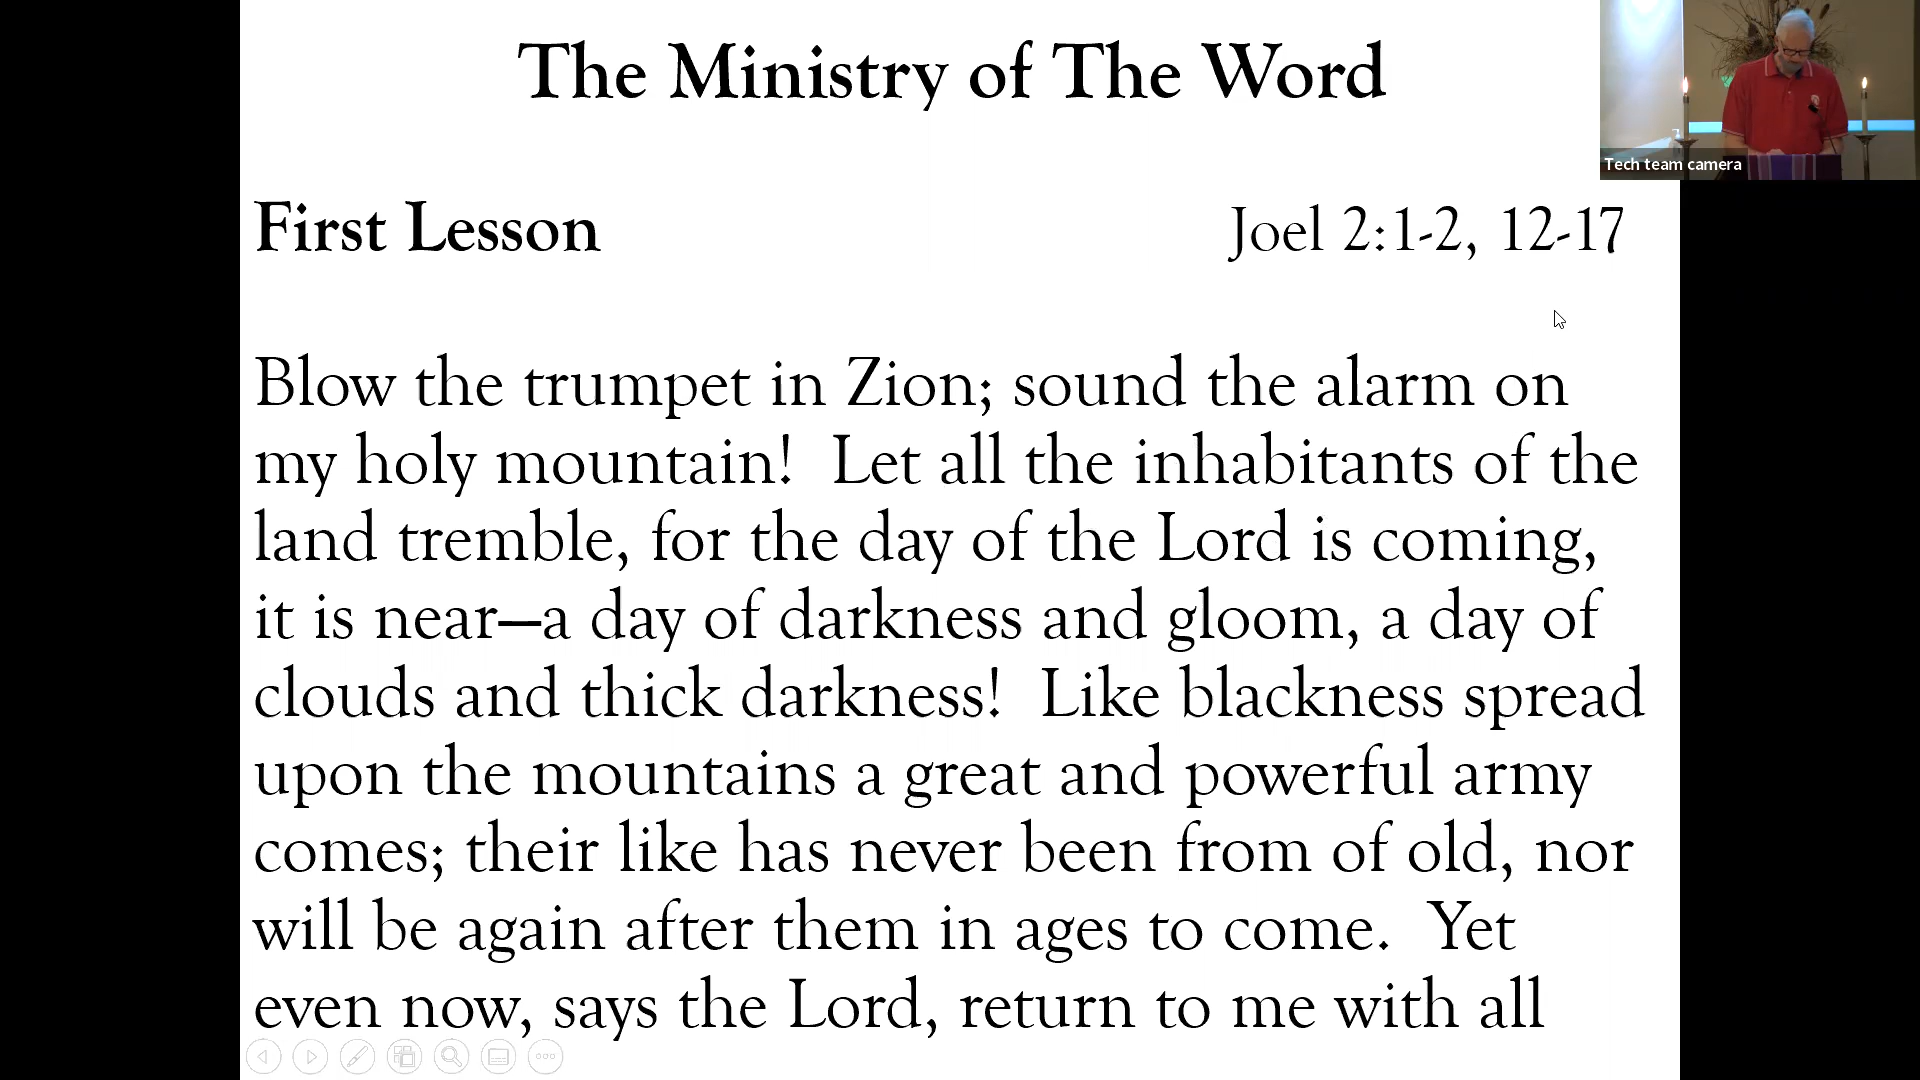 The Ministry of The Word
Tech team camera
First Lesson Joel 2:1-2, 12-17
Blow the trumpet in Zion; sound the alarm on
my holy mountain!  Let all the inhabitants of the
land tremble, for the day of the Lord is coming,
it is near—a day of darkness and gloom, a day of
clouds and thick darkness!  Like blackness spread
upon the mountains a great and powerful army
comes; their like has never been from of old, nor
will be again after them in ages to come.  Yet
even now, says the Lord, return to me with all